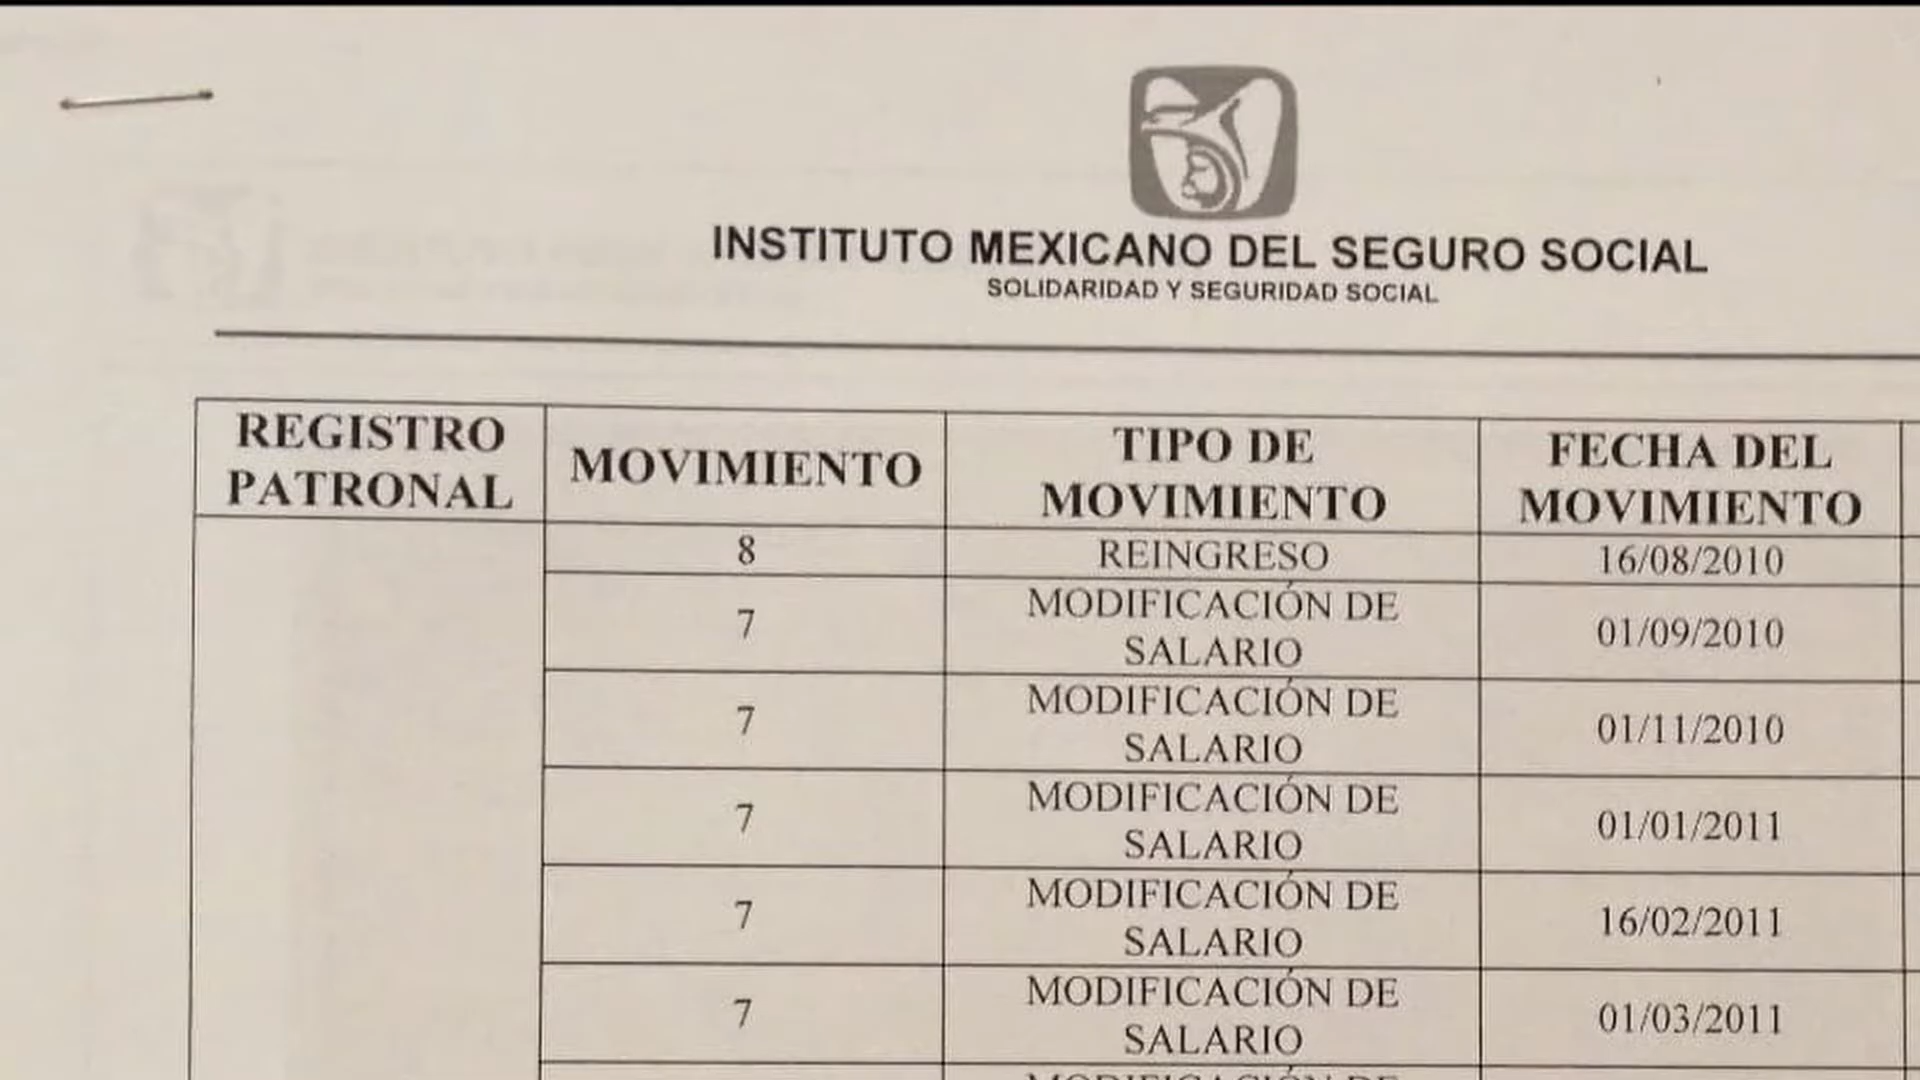 INSTITUTO MEXICANO DEL SEGURO SOCIAL
SOLIDARIDAD Y SEGURIDAD SOCIAL
REGISTRO PATRONAL MOVIMIENTO TIPO DE MOVIMIENTO FECHA DEL MOVIMIENTO
8 REINGRESO 16/08/2010
7 MODIFICACIÓN DE SALARIO 01/09/2010
7 MODIFICACIÓN DE SALARIO 01/11/2010
7 MODIFICACIÓN DE SALARIO 01/01/2011
7 MODIFICACIÓN DE SALARIO 16/02/2011
7 MODIFICACIÓN DE SALARIO 01/03/2011
MODIFICACIÓN DE